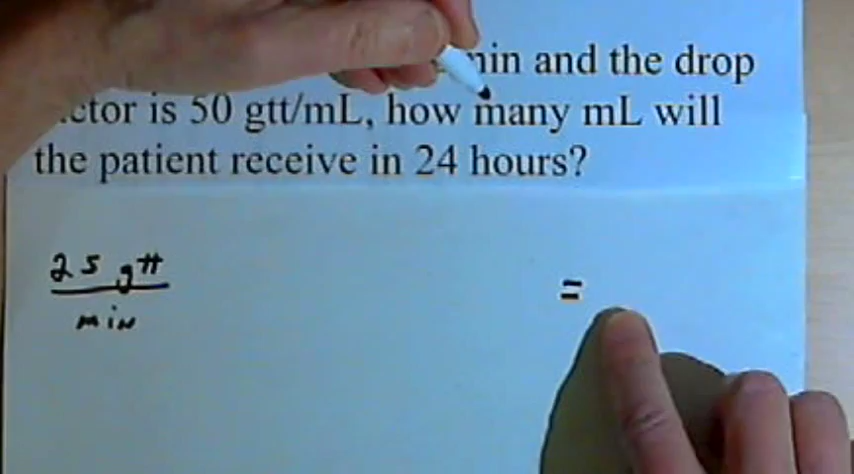 min and the drop
factor is 50 gtt/mL, how many mL will
the patient receive in 24 hours?
25 gtt =
min